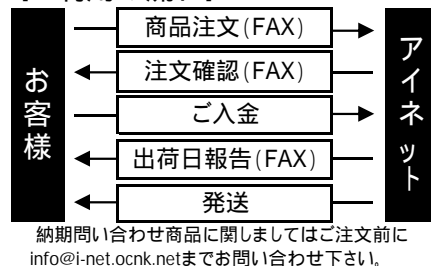 お客様
商品注文(FAX)
注文確認(FAX)
ご入金
出荷日報告(FAX)
発送
アイネット
納期問い合わせ商品に関しましてはご注文前に
info@i-net.ocnk.netまでお問い合わせ下さい。